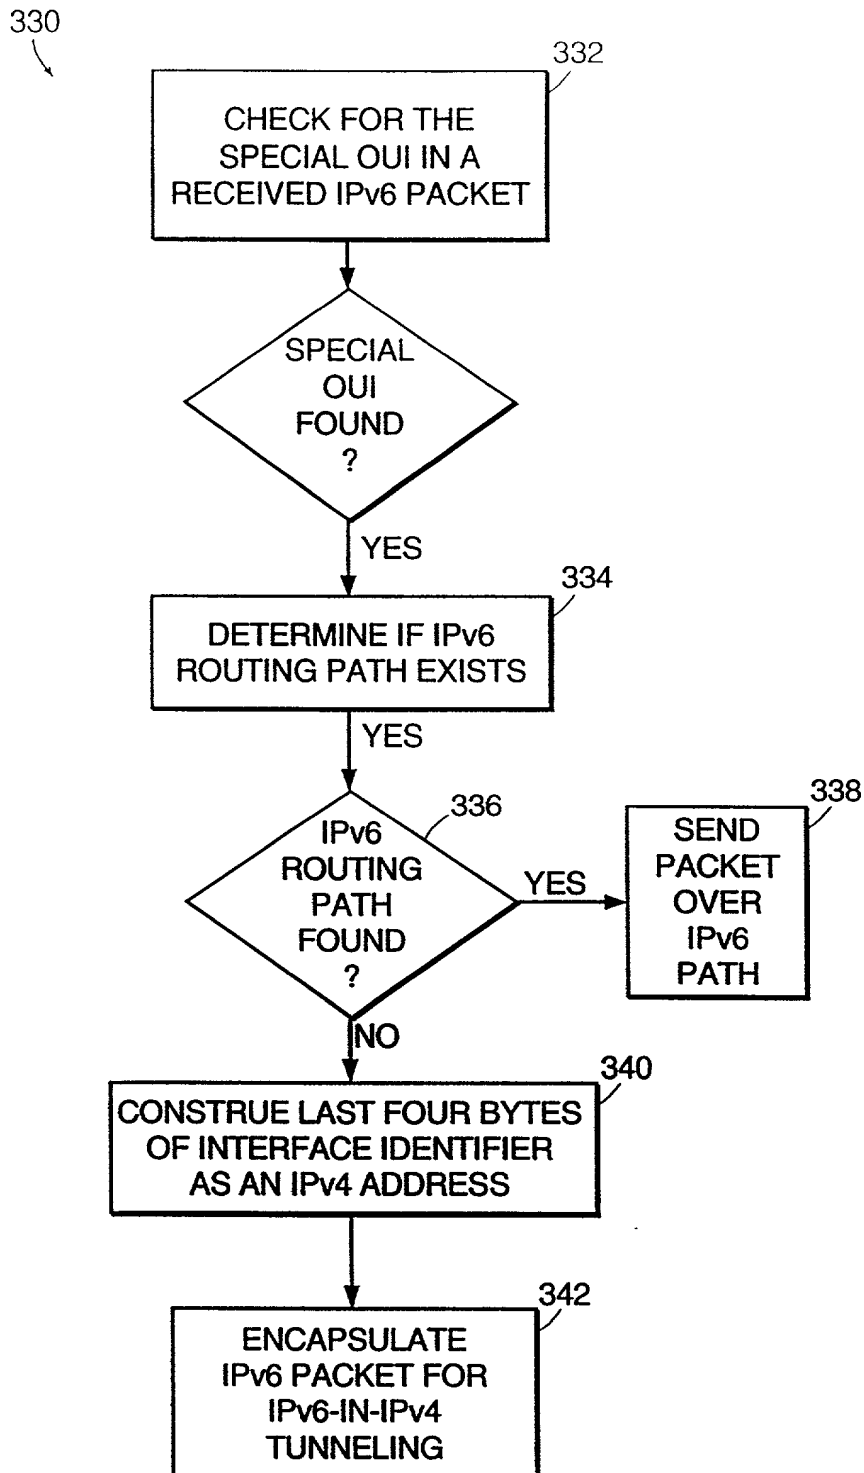 330
332
CHECK FOR THE
SPECIAL OUI IN A
RECEIVED IPv6 PACKET
SPECIAL
OUI
FOUND
?
YES
334
DETERMINE IF IPv6
ROUTING PATH EXISTS
YES
336
IPv6
ROUTING
PATH
FOUND
?
YES
338
SEND
PACKET
OVER
IPv6
PATH
NO
340
CONSTRUE LAST FOUR BYTES
OF INTERFACE IDENTIFIER
AS AN IPv4 ADDRESS
342
ENCAPSULATE
IPv6 PACKET FOR
IPv6-IN-IPv4
TUNNELING